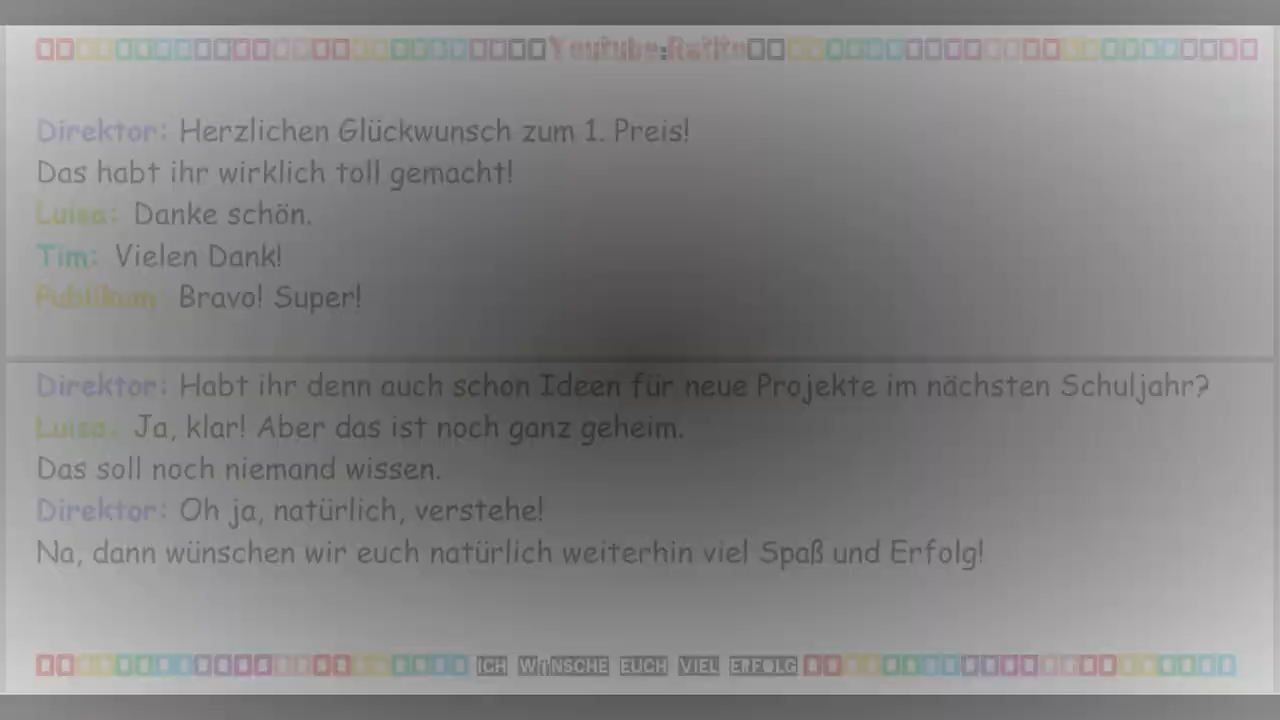 Youtube:
Direktor: Herzlichen Glückwunsch zum 1. Preis!
Das habt ihr wirklich toll gemacht!
Luisa: Danke schön.
Tim: Vielen Dank!
Publikum: Bravo! Super!
Direktor: Habt ihr denn auch schon Ideen für neue Projekte im nächsten Schuljahr?
Luisa: Ja, klar! Aber das ist noch ganz geheim.
Das soll noch niemand wissen.
Direktor: Oh ja, natürlich, verstehe!
Na, dann wünschen wir euch natürlich weiterhin viel Spaß und Erfolg!
ICH WÜNSCHE EUCH VIEL ERFOLG